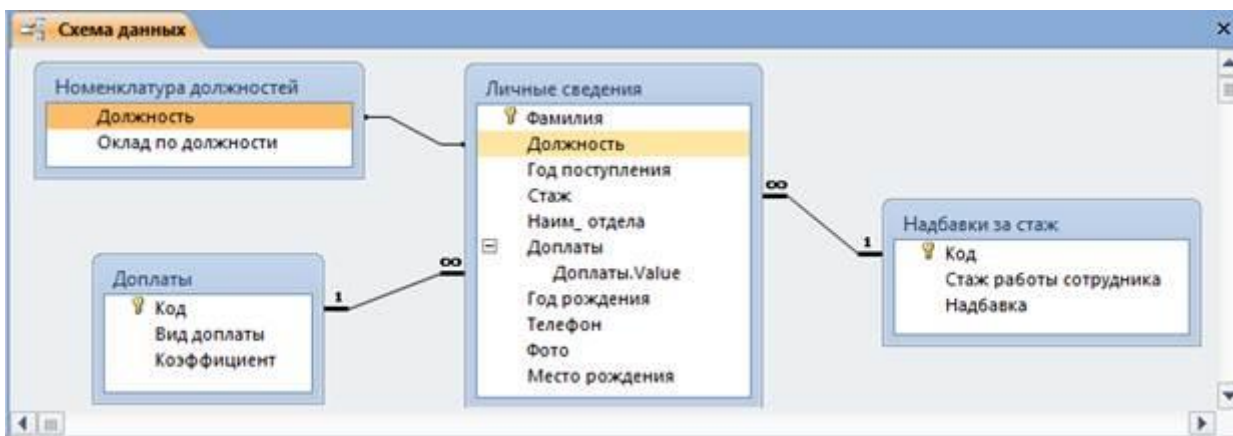 Схема данных
Номенклатура должностей
Должность
Оклад по должности
Личные сведения
Фамилия
Должность
Год поступления
Стаж
Наим_ отдела
Доплаты
Доплаты.Value
Год рождения
Телефон
Фото
Место рождения
∞
1
Надбавки за стаж
Код
Стаж работы сотрудника
Надбавка
∞
1
Доплаты
Код
Вид доплаты
Коэффициент